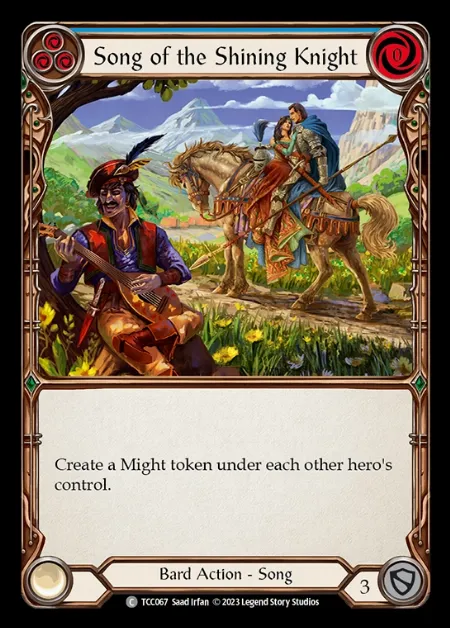 Song of the Shining Knight
0
Create a Might token under each other hero's
control.
Bard Action - Song
3
C TCC067 Saad Irfan © 2023 Legend Story Studios